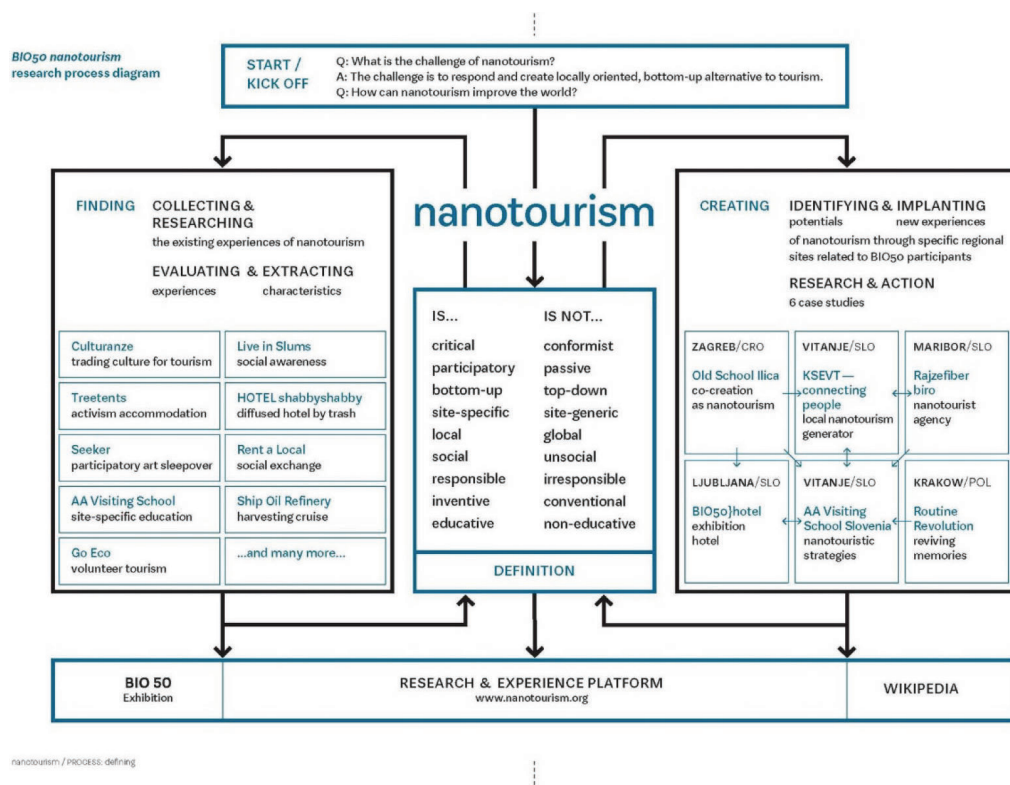 BIO50 nanotourism
research process diagram
START /
KICK OFF
Q: What is the challenge of nanotourism?
A: The challenge is to respond and create locally oriented, bottom-up alternative to tourism.
Q: How can nanotourism improve the world?
FINDING
COLLECTING &
RESEARCHING
the existing experiences of nanotourism
EVALUATING & EXTRACTING
experiences characteristics
Culturanze
trading culture for tourism
Live in Slums
social awareness
Treetents
activism accommodation
HOTEL shabbyshabby
diffused hotel by trash
Seeker
participatory art sleepover
Rent a Local
social exchange
AA Visiting School
site-specific education
Ship Oil Refinery
harvesting cruise
Go Eco
volunteer tourism
...and many more...
nanotourism
IS... IS NOT...
critical conformist
participatory passive
bottom-up top-down
site-specific site-generic
local global
social unsocial
responsible irresponsible
inventive conventional
educative non-educative
DEFINITION
CREATING
IDENTIFYING & IMPLANTING
potentials new experiences
of nanotourism through specific regional
sites related to BIO50 participants
RESEARCH & ACTION
6 case studies
ZAGREB/CRO
Old School Ilica
co-creation
as nanotourism
VITANJE/SLO
KSEVT —
connecting
people
local nanotourism
generator
MARIBOR/SLO
Rajzefiber
biro
nanotourist
agency
LJUBLJANA/SLO
BIO50}hotel
exhibition
hotel
VITANJE/SLO
AA Visiting
School Slovenia
nanotouristic
strategies
KRAKOW/POL
Routine
Revolution
reviving
memories
BIO 50
Exhibition
RESEARCH & EXPERIENCE PLATFORM
www.nanotourism.org
WIKIPEDIA
nanotourism / PROCESS: defining